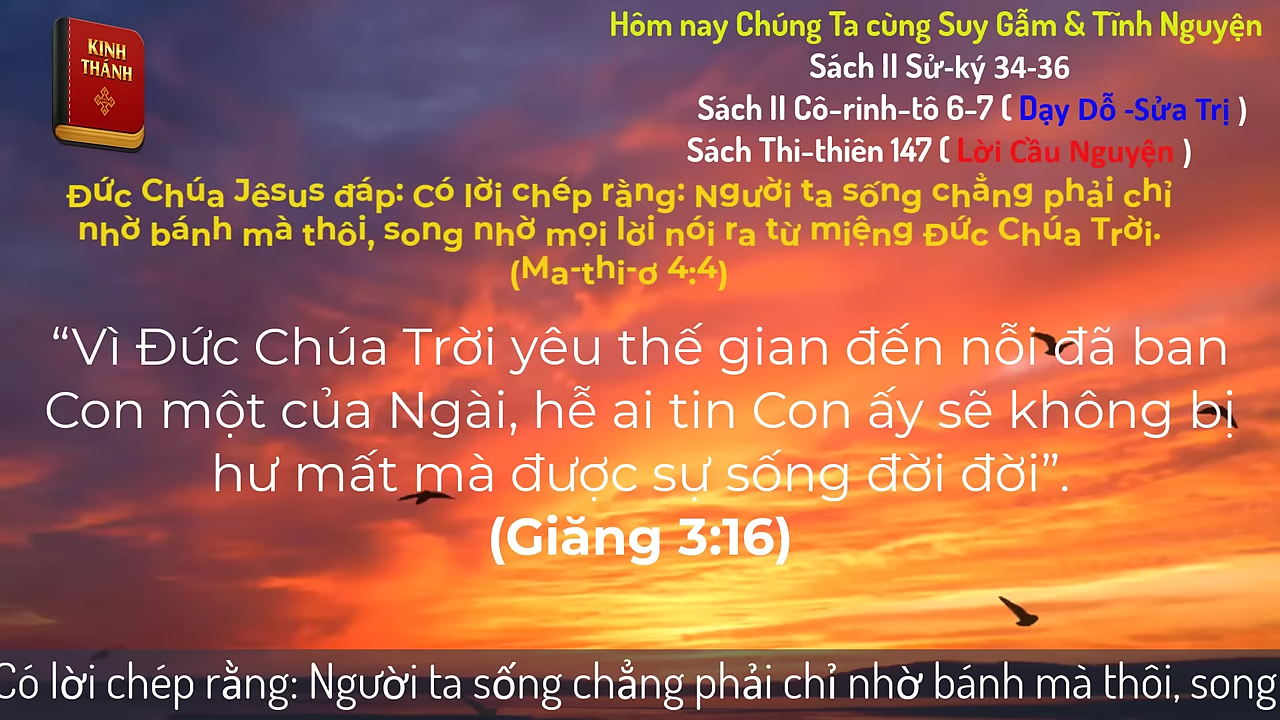 KINH
THÁNH
Hôm nay Chúng Ta cùng Suy Gẫm & Tĩnh Nguyện
Sách II Sử-ký 34-36
Sách II Cô-rinh-tô 6-7 ( Dạy Dỗ -Sửa Trị )
Sách Thi-thiên 147 ( Lời Cầu Nguyện )
Đức Chúa Jêsus đáp: Có lời chép rằng: Người ta sống chẳng phải chỉ
nhờ bánh mà thôi, song nhờ mọi lời nói ra từ miệng Đức Chúa Trời.
(Ma-thi-ơ 4:4)
“Vì Đức Chúa Trời yêu thế gian đến nỗi đã ban
Con một của Ngài, hễ ai tin Con ấy sẽ không bị
hư mất mà được sự sống đời đời”.
(Giăng 3:16)
Có lời chép rằng: Người ta sống chẳng phải chỉ nhờ bánh mà thôi, song